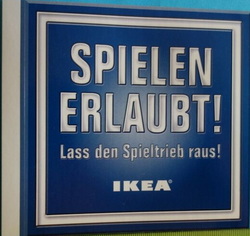 SPIELEN
ERLAUBT!
Lass den Spieltrieb raus!
IKEA®